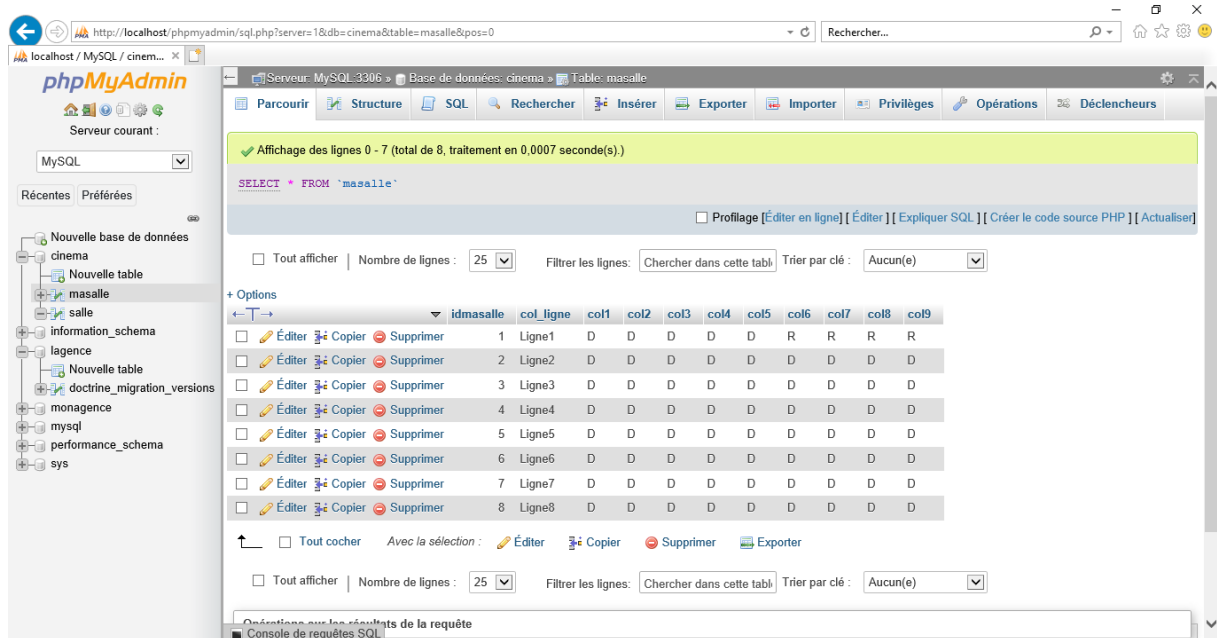 http://localhost/phpmyadmin/sql.php?server=1&db=cinema&table=masalle&pos=0
Rechercher...
localhost / MySQL / cinem...
phpMyAdmin
Serveur courant :
MySQL
Récentes Préférées
Nouvelle base de données
cinema
Nouvelle table
masalle
salle
information_schema
lagence
Nouvelle table
doctrine_migration_versions
monagence
mysql
performance_schema
sys
Serveur: MySQL:3306 » Base de données: cinema » Table: masalle
Parcourir Structure SQL Rechercher Insérer Exporter Importer Privilèges Opérations Déclencheurs
Affichage des lignes 0 - 7 (total de 8, traitement en 0,0007 seconde(s).)
SELECT * FROM `masalle`
Profilage [Éditer en ligne] [ Éditer ] [ Expliquer SQL ] [ Créer le code source PHP ] [ Actualiser]
Tout afficher | Nombre de lignes : 25 Filtrer les lignes: Chercher dans cette tabl Trier par clé : Aucun(e)
+ Options
←T→ idmasalle col_ligne col1 col2 col3 col4 col5 col6 col7 col8 col9
Éditer Copier Supprimer 1 Ligne1 D D D D D R R R R
Éditer Copier Supprimer 2 Ligne2 D D D D D D D D D
Éditer Copier Supprimer 3 Ligne3 D D D D D D D D D
Éditer Copier Supprimer 4 Ligne4 D D D D D D D D D
Éditer Copier Supprimer 5 Ligne5 D D D D D D D D D
Éditer Copier Supprimer 6 Ligne6 D D D D D D D D D
Éditer Copier Supprimer 7 Ligne7 D D D D D D D D D
Éditer Copier Supprimer 8 Ligne8 D D D D D D D D D
Tout cocher Avec la sélection : Éditer Copier Supprimer Exporter
Tout afficher | Nombre de lignes : 25 Filtrer les lignes: Chercher dans cette tabl Trier par clé : Aucun(e)
Opérations sur les résultats de la requête
Console de requêtes SQL